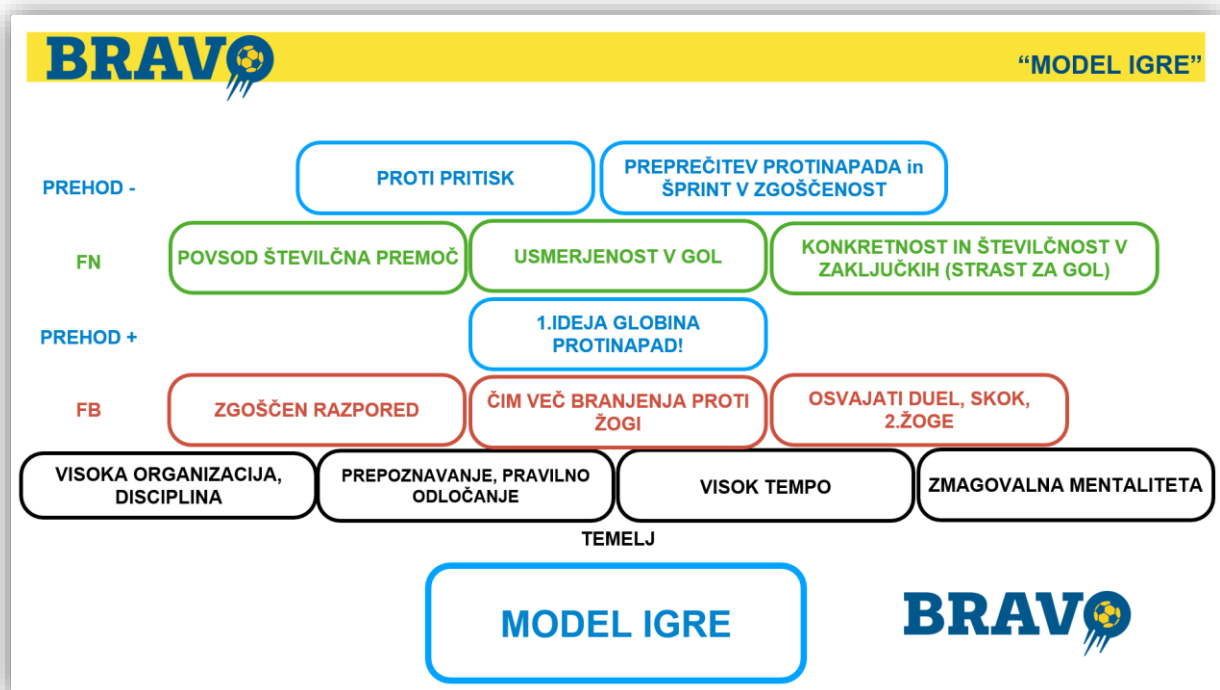 BRAVO
“MODEL IGRE”
PREHOD -
PROTI PRITISK
PREPREČITEV PROTINAPADA in
ŠPRINT V ZGOŠČENOST
FN
POVSOD ŠTEVILČNA PREMOČ
USMERJENOST V GOL
KONKRETNOST IN ŠTEVILČNOST V
ZAKLJUČKIH (STRAST ZA GOL)
PREHOD +
1.IDEJA GLOBINA
PROTINAPAD!
FB
ZGOŠČEN RAZPORED
ČIM VEČ BRANJENJA PROTI
ŽOGI
OSVAJATI DUEL, SKOK,
2.ŽOGE
VISOKA ORGANIZACIJA,
DISCIPLINA
PREPOZNAVANJE, PRAVILNO
ODLOČANJE
VISOK TEMPO
ZMAGOVALNA MENTALITETA
TEMELJ
MODEL IGRE
BRAVO